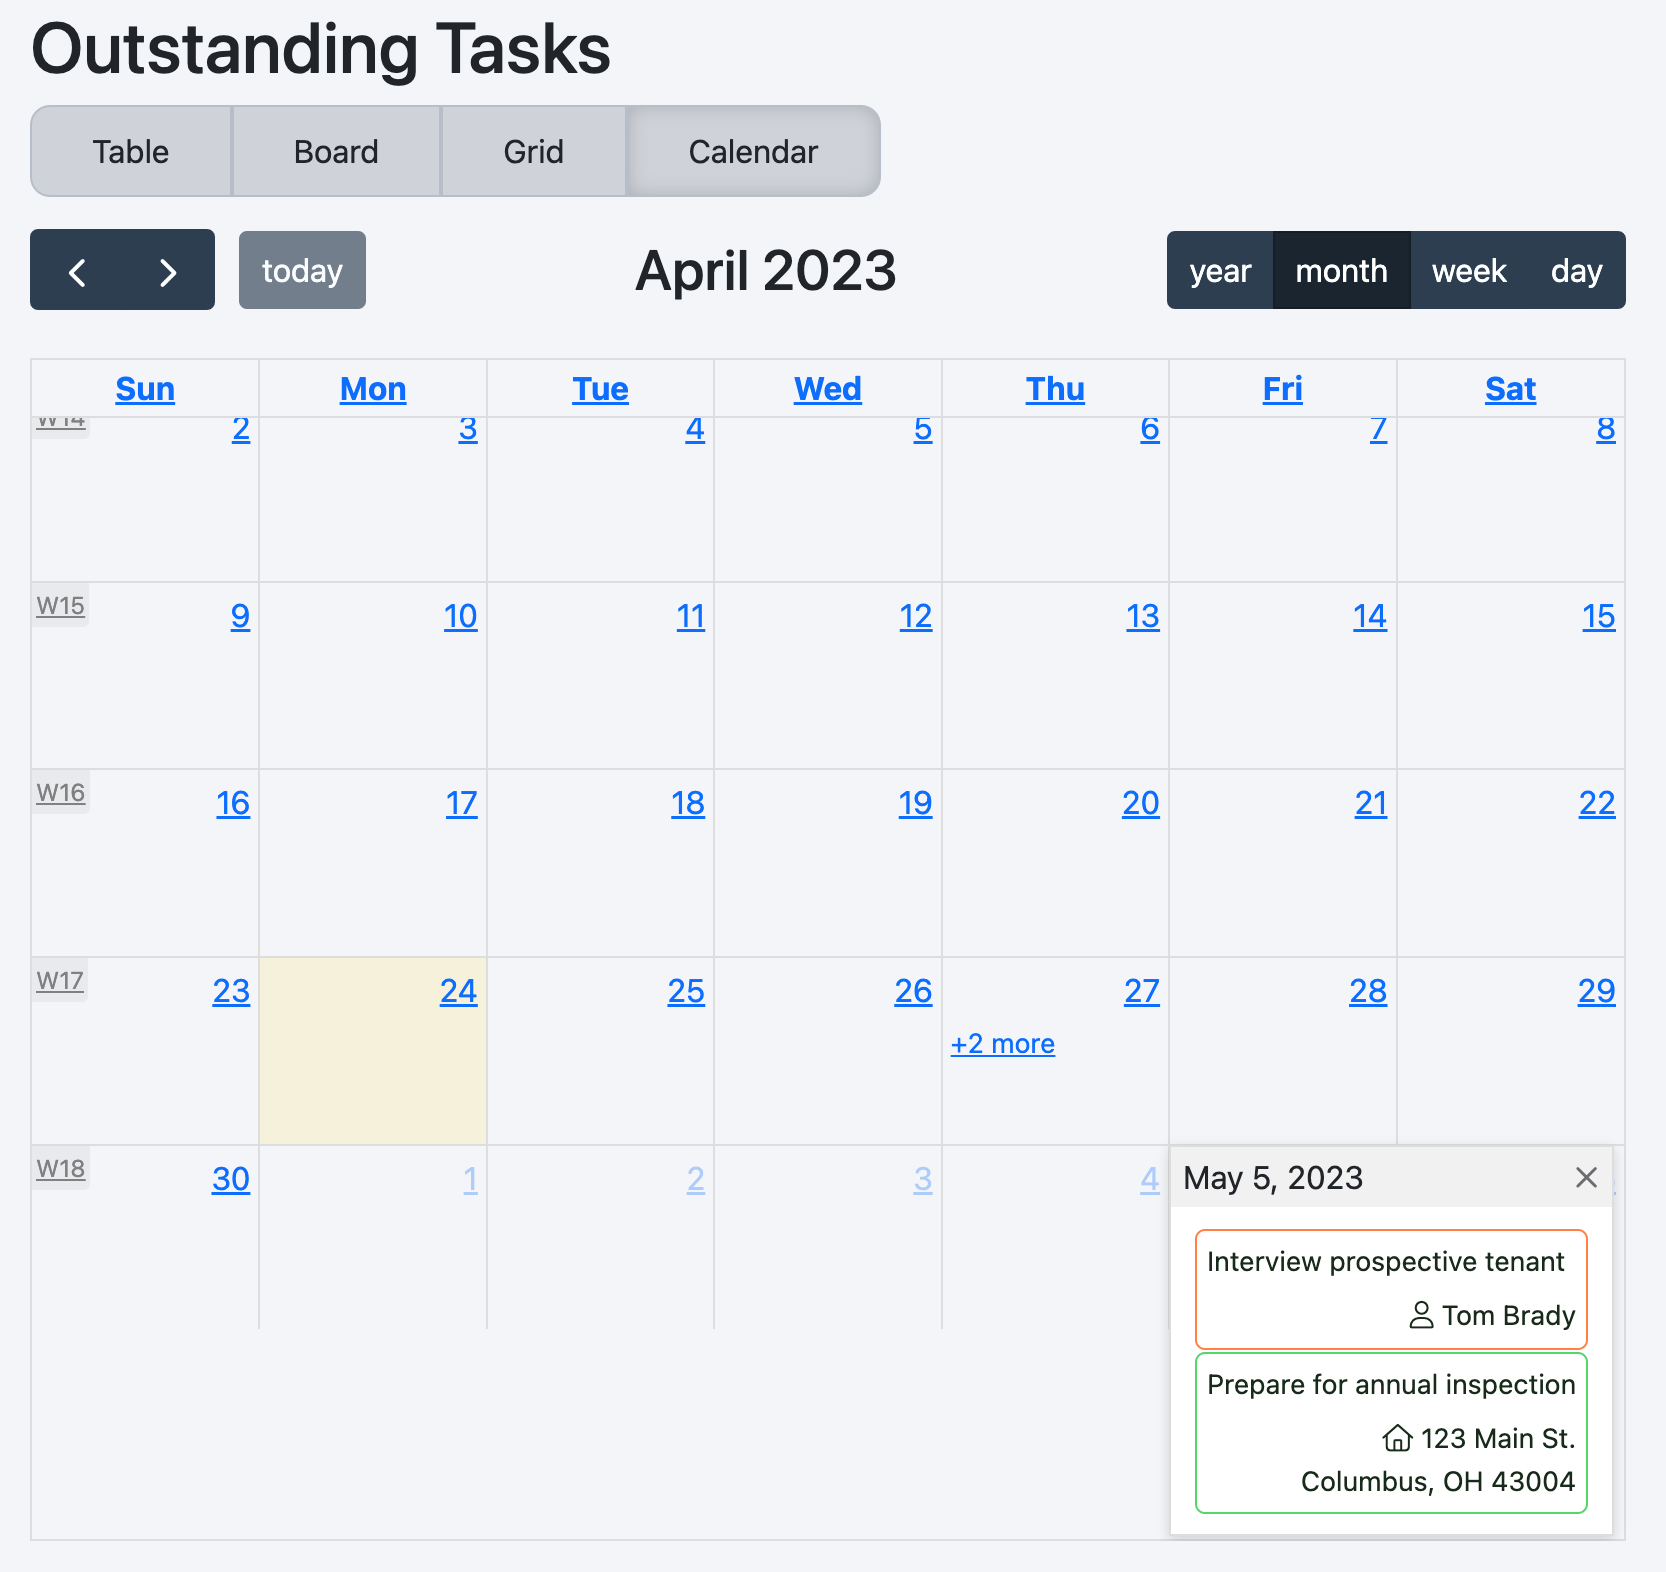 Outstanding Tasks
Table Board Grid Calendar
today April 2023 year month week day
Sun Mon Tue Wed Thu Fri Sat
W14 2 3 4 5 6 7 8
W15 9 10 11 12 13 14 15
W16 16 17 18 19 20 21 22
W17 23 24 25 26 27 28 29
+2 more
W18 30 1 2 3 4
May 5, 2023
Interview prospective tenant
Tom Brady
Prepare for annual inspection
123 Main St.
Columbus, OH 43004